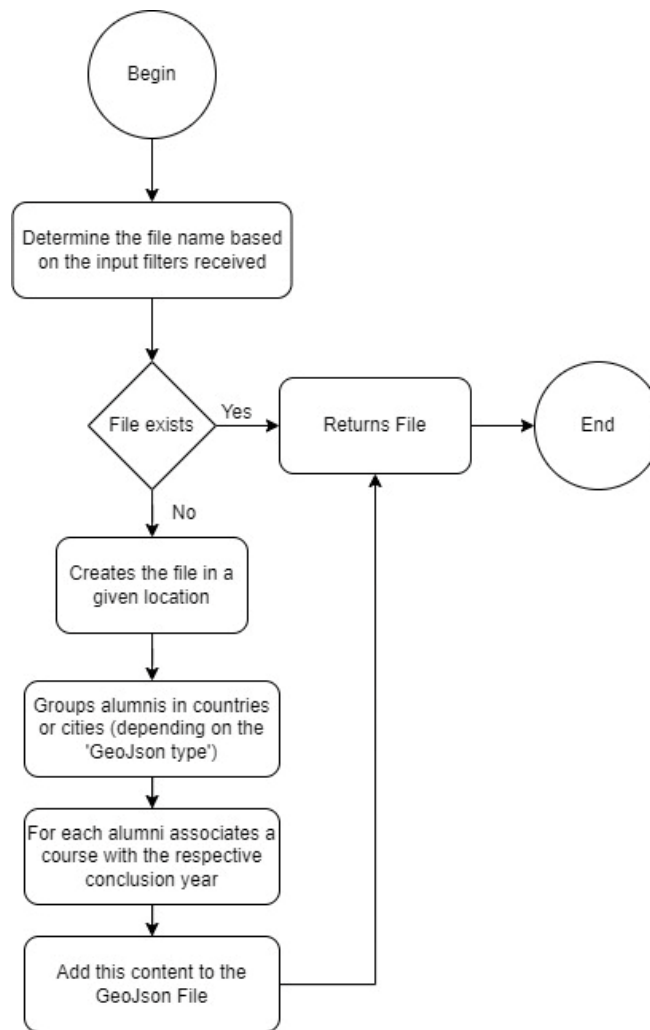 Begin
Determine the file name based
on the input filters received
File exists
Yes
Returns File
End
No
Creates the file in a
given location
Groups alumnis in countries
or cities (depending on the
'GeoJson type')
For each alumni associates a
course with the respective
conclusion year
Add this content to the
GeoJson File